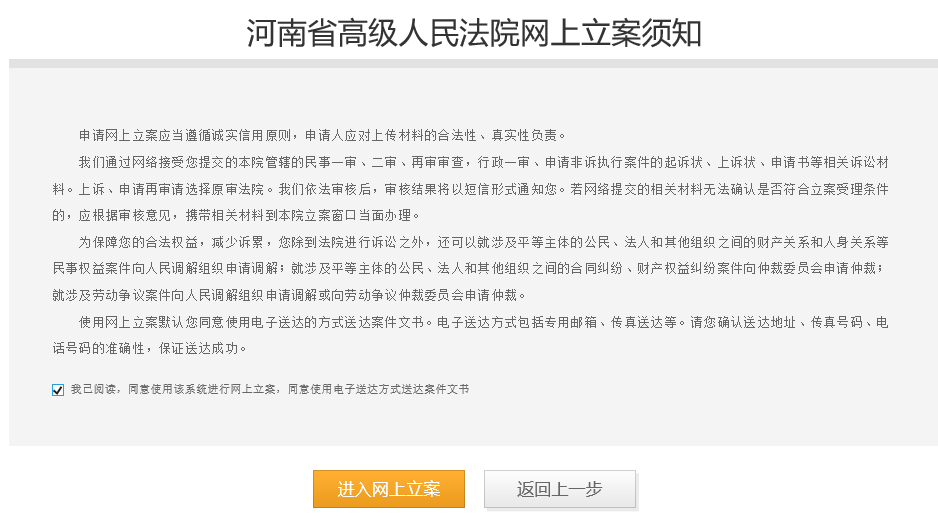 河南省高级人民法院网上立案须知
申请网上立案应当遵循诚实信用原则，申请人应对上传材料的合法性、真实性负责。
我们通过网络接受您提交的本院管辖的民事一审、二审、再审审查，行政一审、申请非诉执行案件的起诉状、上诉状、申请书等相关诉讼材
料。上诉、申请再审请选择原审法院。我们依法审核后，审核结果将以短信形式通知您。若网络提交的相关材料无法确认是否符合立案受理条件
的，应根据审核意见，携带相关材料到本院立案窗口当面办理。
为保障您的合法权益，减少诉累，您除到法院进行诉讼之外，还可以就涉及平等主体的公民、法人和其他组织之间的财产关系和人身关系等
民事权益案件向人民调解组织申请调解；就涉及平等主体的公民、法人和其他组织之间的合同纠纷、财产权益纠纷案件向仲裁委员会申请仲裁；
就涉及劳动争议案件向人民调解组织申请调解或向劳动争议仲裁委员会申请仲裁。
使用网上立案默认您同意使用电子送达的方式送达案件文书。电子送达方式包括专用邮箱、传真送达等。请您确认送达地址、传真号码、电
话号码的准确性，保证送达成功。
我已阅读，同意使用该系统进行网上立案，同意使用电子送达方式送达案件文书
进入网上立案
返回上一步